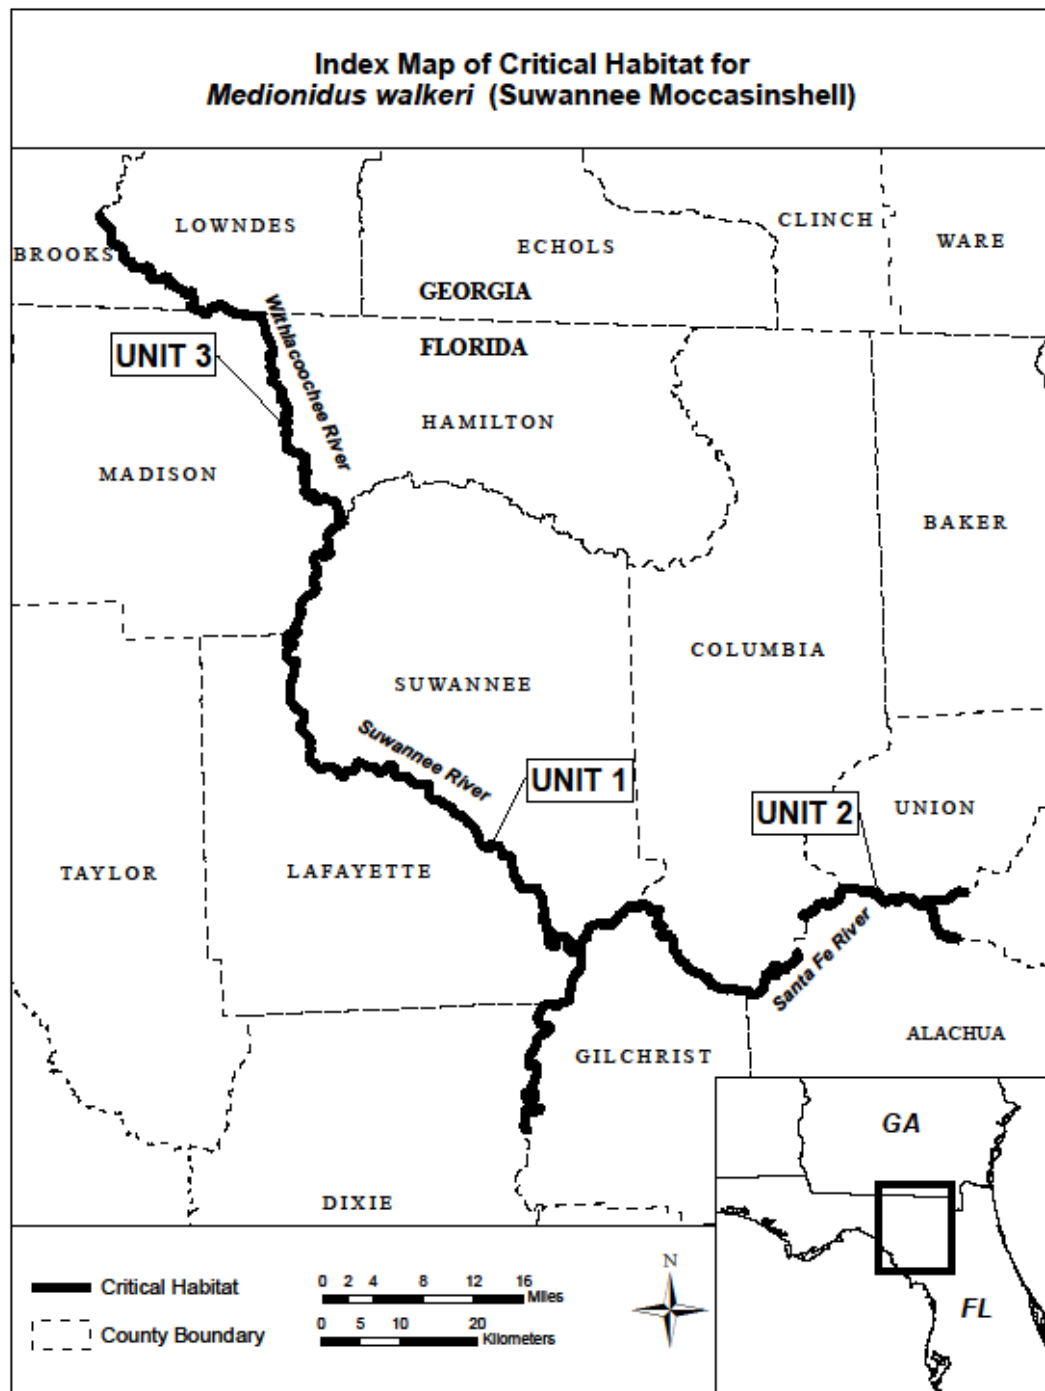 Index Map of Critical Habitat for
Medionidus walkeri (Suwannee Moccasinshell)
LOWNDES
CLINCH
BROOKS
ECHOLS
WARE
GEORGIA
Withlacoochee River
UNIT 3
FLORIDA
HAMILTON
MADISON
BAKER
COLUMBIA
SUWANNEE
Suwannee River
UNIT 1
UNIT 2
UNION
TAYLOR
LAFAYETTE
Santa Fe River
ALACHUA
GILCHRIST
DIXIE
GA
FL
Critical Habitat
County Boundary
0 2 4 8 12 16
Miles
0 5 10 20
Kilometers
N